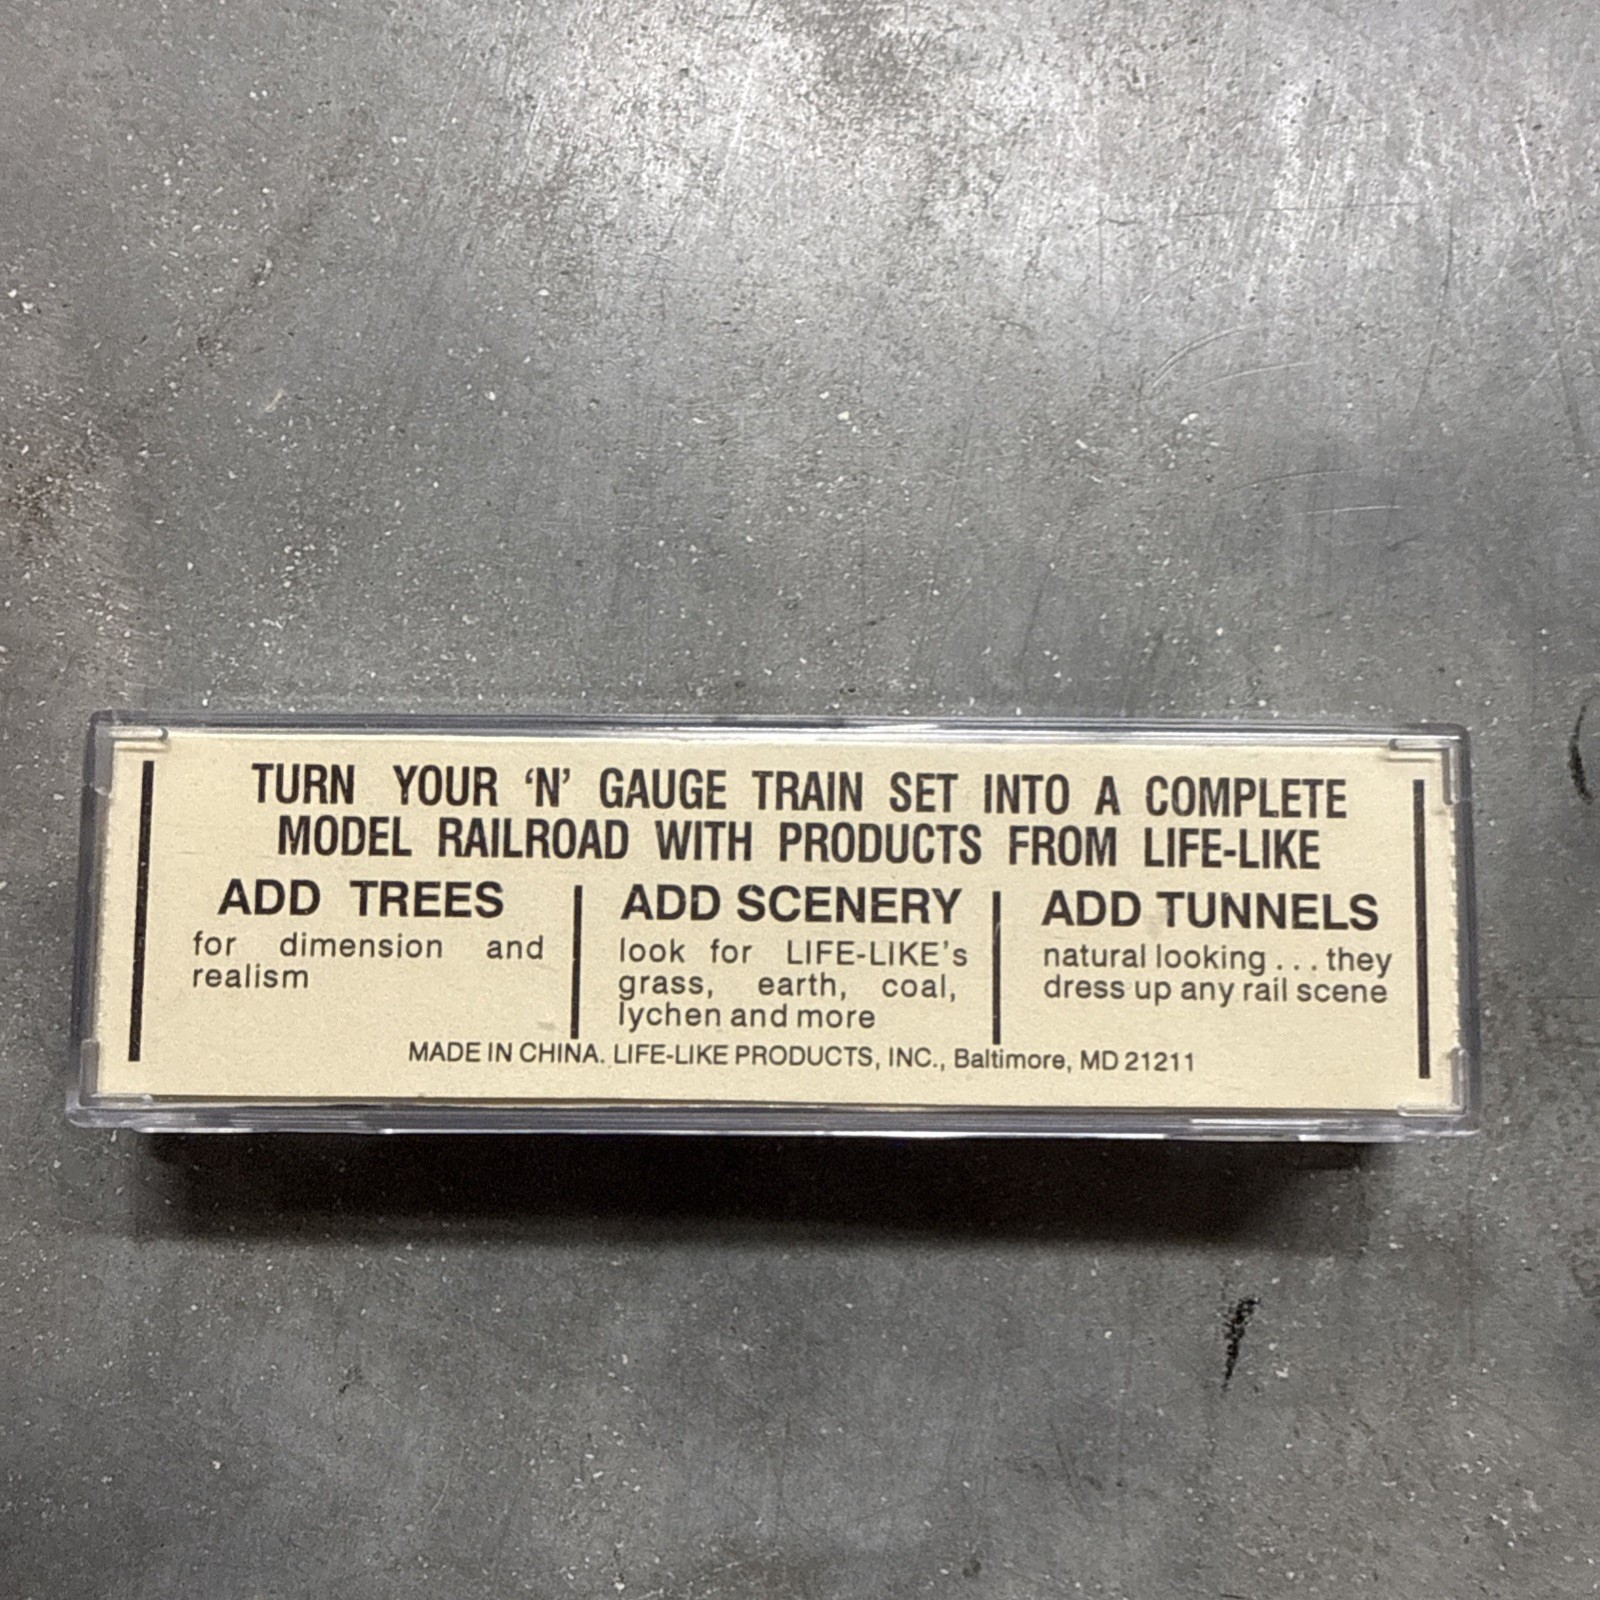 TURN YOUR ‘N’ GAUGE TRAIN SET INTO A COMPLETE
MODEL RAILROAD WITH PRODUCTS FROM LIFE-LIKE
ADD TREES
for dimension and
realism
ADD SCENERY
look for LIFE-LIKE's
grass, earth, coal,
lychen and more
ADD TUNNELS
natural looking . . . they
dress up any rail scene
MADE IN CHINA. LIFE-LIKE PRODUCTS, INC., Baltimore, MD 21211